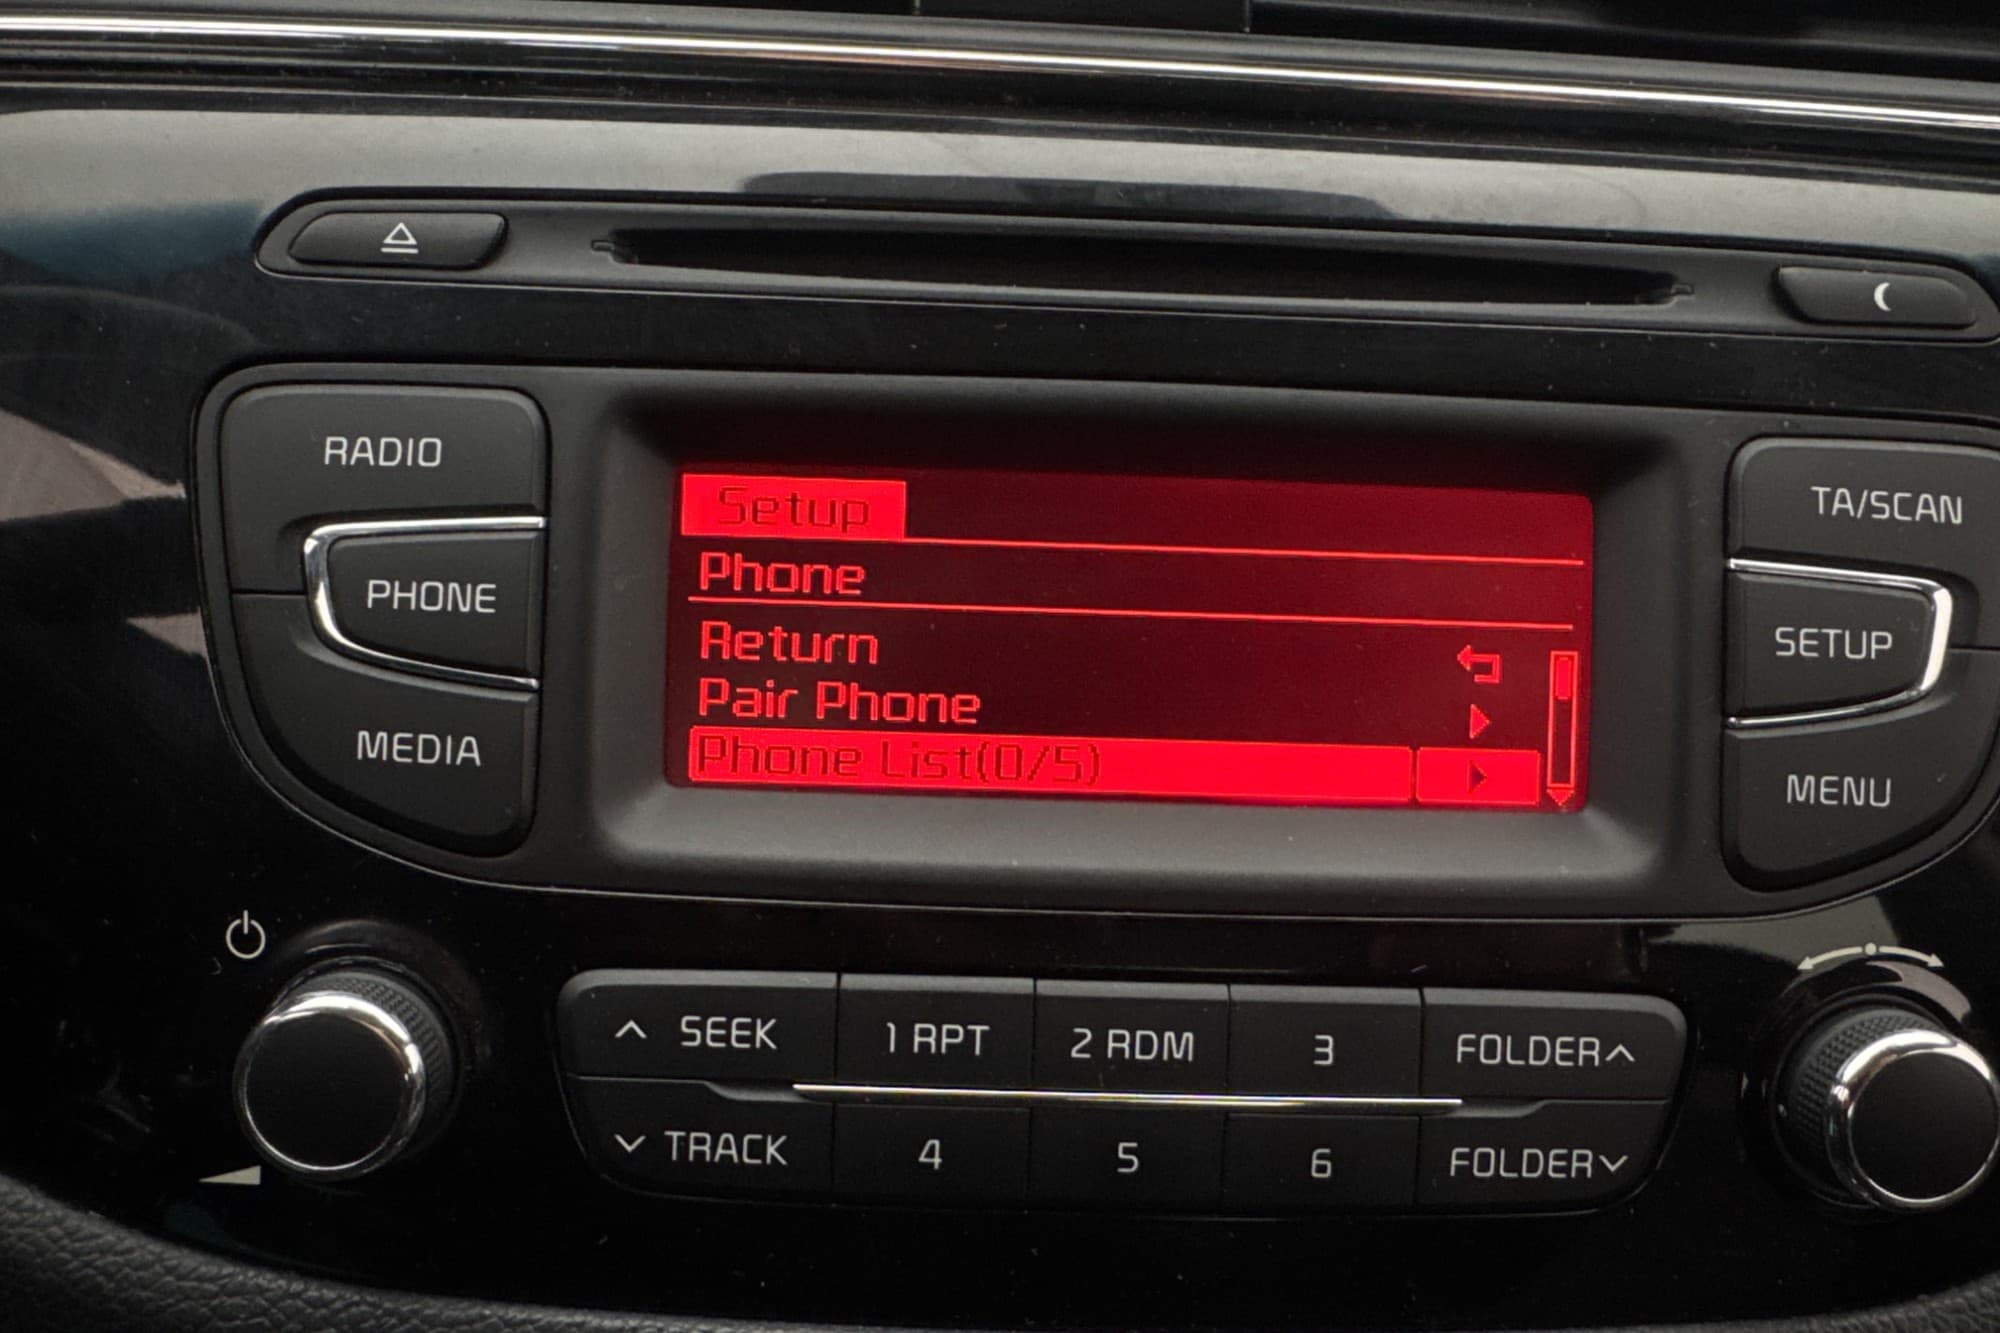 RADIO
PHONE
MEDIA
Setup
Phone
Return
Pair Phone
Phone List(0/5)
TA/SCAN
SETUP
MENU
SEEK
1 RPT
2 RDM
3
FOLDER
TRACK
4
5
6
FOLDER